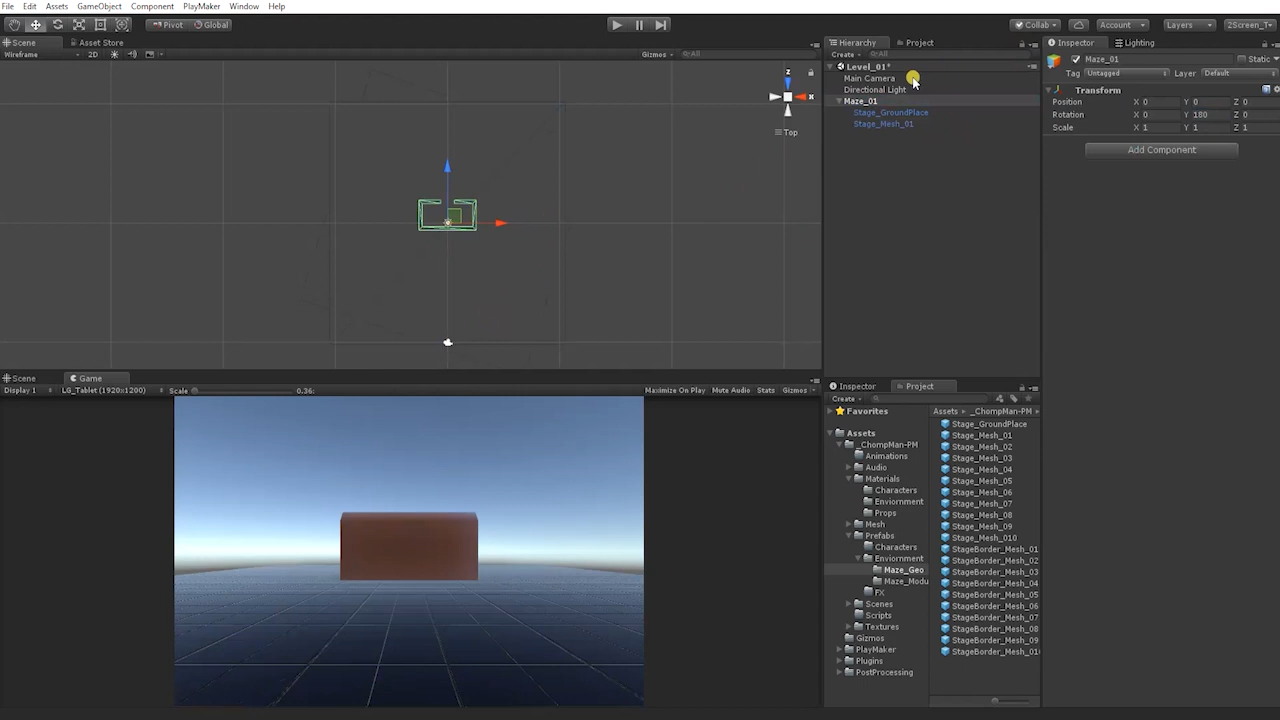 File Edit Assets GameObject Component PlayMaker Window Help
Pivot Global Collab Account Layers 2Screen_T
Scene Asset Store
Wireframe 2D Gizmos All
z
x
Top
Hierarchy Project
Create All
Level_01*
Main Camera
Directional Light
Maze_01
Stage_GroundPlace
Stage_Mesh_01
Inspector Lighting
Maze_01 Static
Tag Untagged Layer Default
Transform
Position X 0 Y 0 Z 0
Rotation X 0 Y 180 Z 0
Scale X 1 Y 1 Z 1
Add Component
Scene Game
Display 1 LG_Tablet (1920x1200) Scale 0.36: Maximize On Play Mute Audio Stats Gizmos
Inspector Project
Create
Favorites
Assets
_ChompMan-PM
Animations
Audio
Materials
Characters
Enviornment
Props
Mesh
Prefabs
Characters
Enviornment
Maze_Geo
Maze_Modu
FX
Scenes
Scripts
Textures
Gizmos
PlayMaker
Plugins
PostProcessing
Assets _ChompMan-PM
Stage_GroundPlace
Stage_Mesh_01
Stage_Mesh_02
Stage_Mesh_03
Stage_Mesh_04
Stage_Mesh_05
Stage_Mesh_06
Stage_Mesh_07
Stage_Mesh_08
Stage_Mesh_09
Stage_Mesh_010
StageBorder_Mesh_01
StageBorder_Mesh_02
StageBorder_Mesh_03
StageBorder_Mesh_04
StageBorder_Mesh_05
StageBorder_Mesh_06
StageBorder_Mesh_07
StageBorder_Mesh_08
StageBorder_Mesh_09
StageBorder_Mesh_010